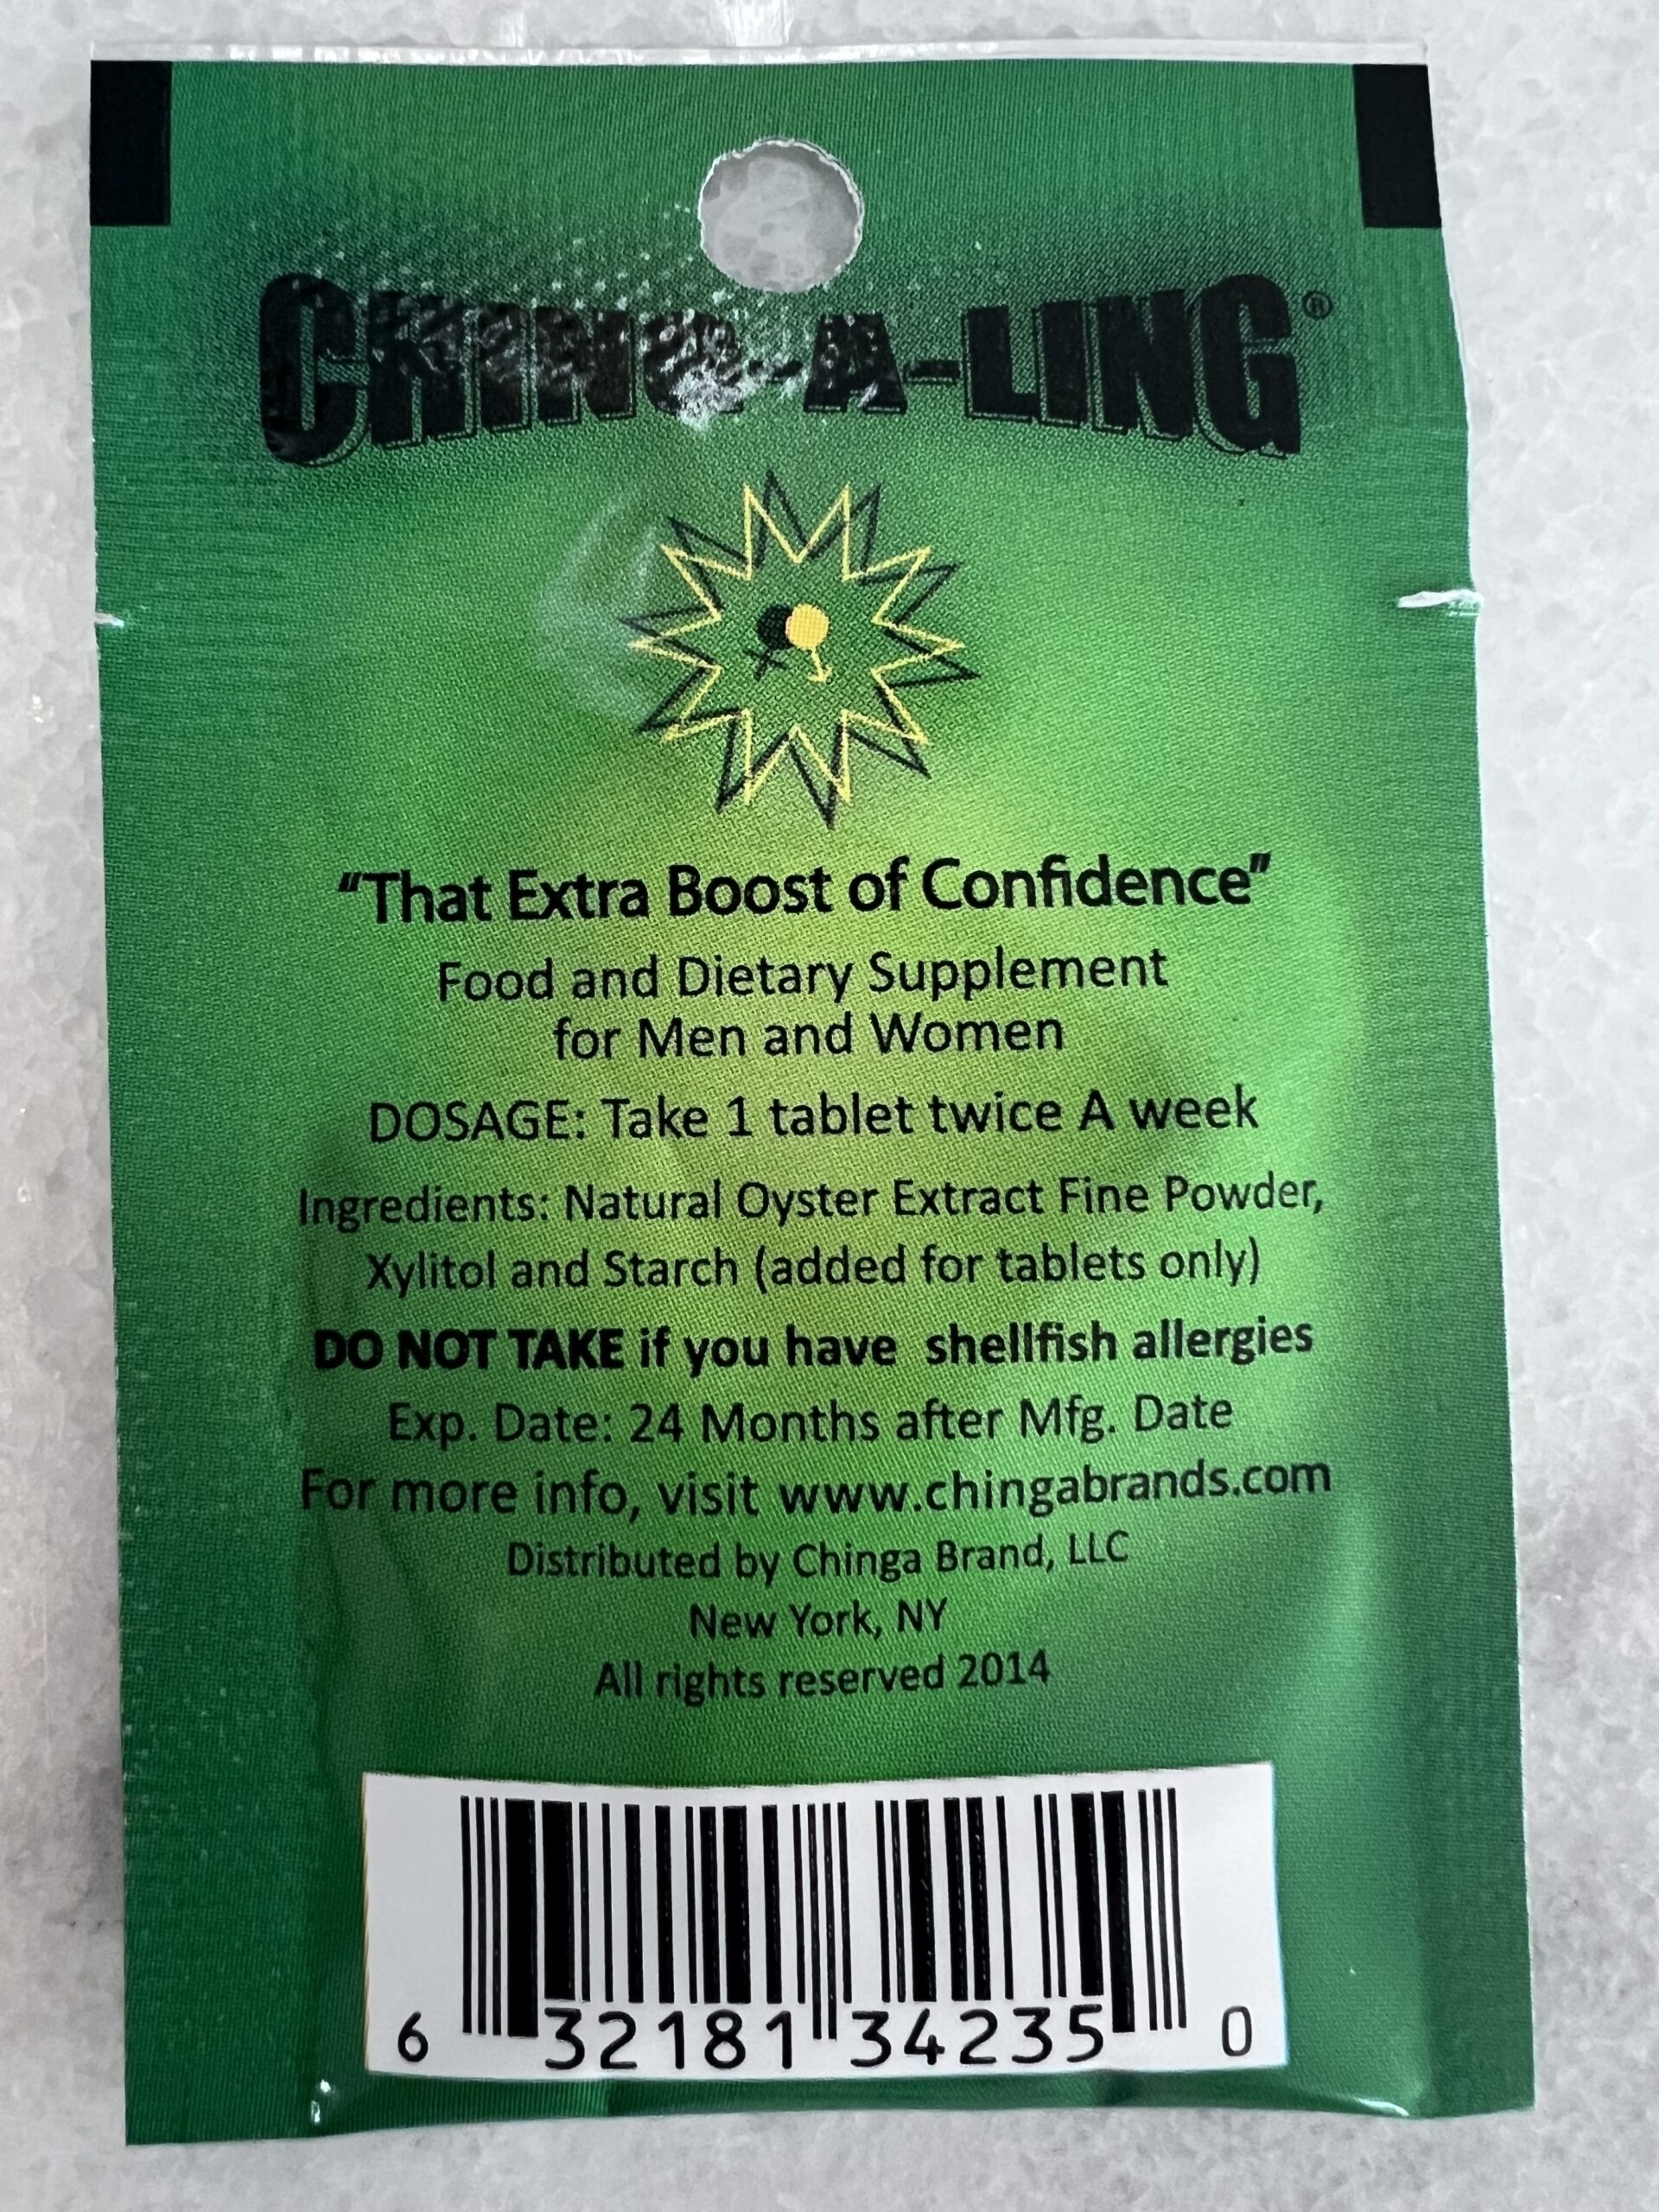 CHING-A-LING®
"That Extra Boost of Confidence"
Food and Dietary Supplement
for Men and Women
DOSAGE: Take 1 tablet twice A week
Ingredients: Natural Oyster Extract Fine Powder,
Xylitol and Starch (added for tablets only)
DO NOT TAKE if you have shellfish allergies
Exp. Date: 24 Months after Mfg. Date
For more info, visit www.chingabrands.com
Distributed by Chinga Brand, LLC
New York, NY
All rights reserved 2014
6 32181 34235 0